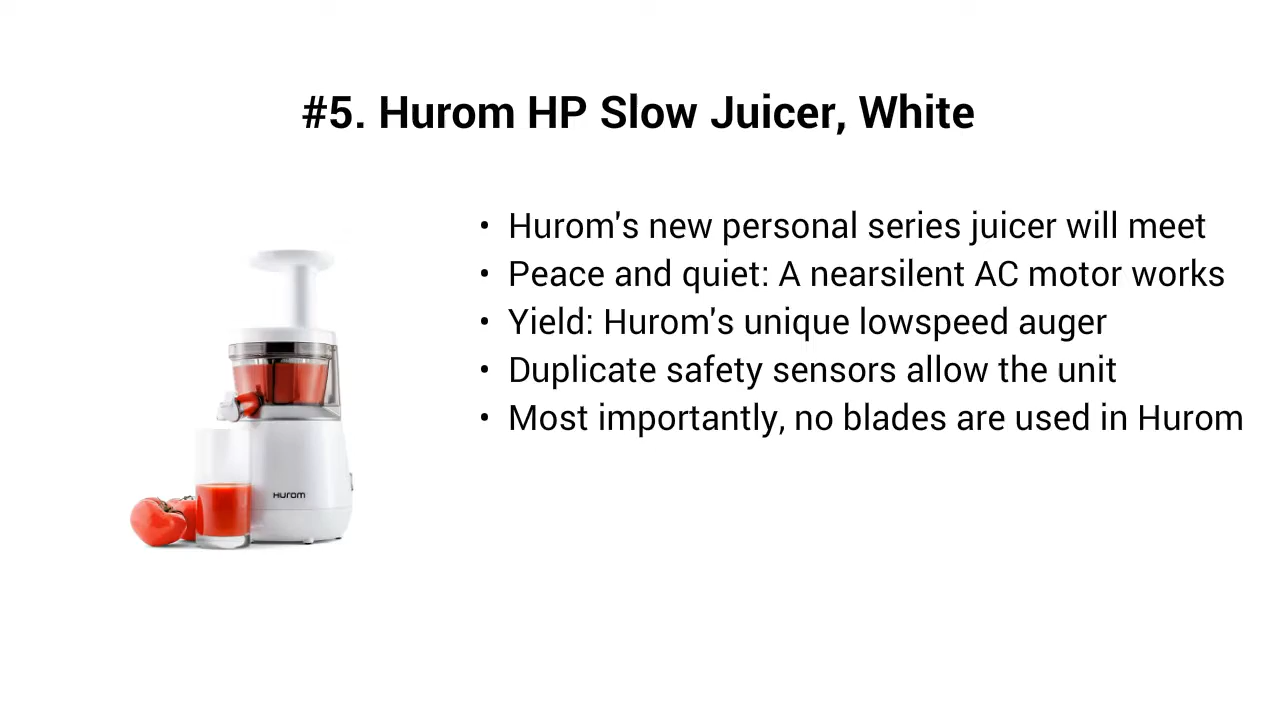 #5. Hurom HP Slow Juicer, White
• Hurom's new personal series juicer will meet
• Peace and quiet: A nearsilent AC motor works
• Yield: Hurom's unique lowspeed auger
• Duplicate safety sensors allow the unit
• Most importantly, no blades are used in Hurom
Hurom